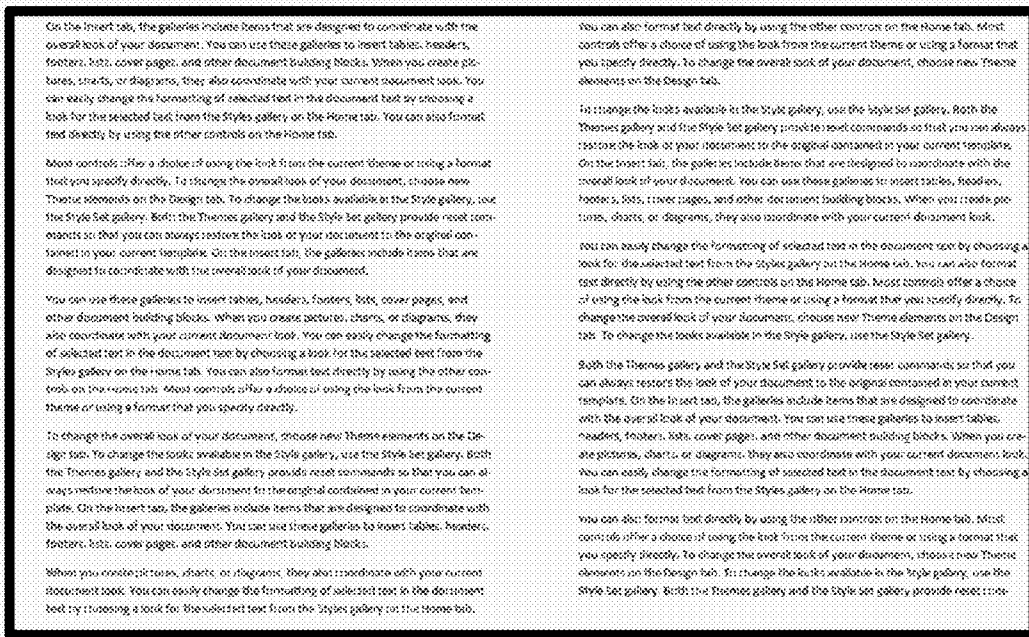 On the Insert tab, the galleries include items that are designed to coordinate with the
overall look of your document. You can use these galleries to insert tables, headers,
footers, lists, cover pages, and other document building blocks. When you create pic-
tures, charts, or diagrams, they also coordinate with your current document look. You
can easily change the formatting of selected text in the document text by choosing a
look for the selected text from the Styles gallery on the Home tab. You can also format
text directly by using the other controls on the Home tab.
Most controls offer a choice of using the look from the current theme or using a format
that you specify directly. To change the overall look of your document, choose new
Theme elements on the Design tab. To change the looks available in the Style gallery, use
the Style Set gallery. Both the Themes gallery and the Style Set gallery provide reset com-
mands so that you can always restore the look of your document to the original con-
tained in your current template. On the Insert tab, the galleries include items that are
designed to coordinate with the overall look of your document.
You can use these galleries to insert tables, headers, footers, lists, cover pages, and
other document building blocks. When you create pictures, charts, or diagrams, they
also coordinate with your current document look. You can easily change the formatting
of selected text in the document text by choosing a look for the selected text from the
Styles gallery on the Home tab. You can also format text directly by using the other con-
trols on the Home tab. Most controls offer a choice of using the look from the current
theme or using a format that you specify directly.
To change the overall look of your document, choose new Theme elements on the De-
sign tab. To change the looks available in the Style gallery, use the Style Set gallery. Both
the Themes gallery and the Style Set gallery provide reset commands so that you can al-
ways restore the look of your document to the original contained in your current tem-
plate. On the Insert tab, the galleries include items that are designed to coordinate with
the overall look of your document. You can use these galleries to insert tables, headers,
footers, lists, cover pages, and other document building blocks.
When you create pictures, charts, or diagrams, they also coordinate with your current
document look. You can easily change the formatting of selected text in the document
text by choosing a look for the selected text from the Styles gallery on the Home tab.
You can also format text directly by using the other controls on the Home tab. Most
controls offer a choice of using the look from the current theme or using a format that
you specify directly. To change the overall look of your document, choose new Theme
elements on the Design tab.
To change the looks available in the Style gallery, use the Style Set gallery. Both the
Themes gallery and the Style Set gallery provide reset commands so that you can always
restore the look of your document to the original contained in your current template.
On the Insert tab, the galleries include items that are designed to coordinate with the
overall look of your document. You can use these galleries to insert tables, headers,
footers, lists, cover pages, and other document building blocks. When you create pic-
tures, charts, or diagrams, they also coordinate with your current document look.
You can easily change the formatting of selected text in the document text by choosing a
look for the selected text from the Styles gallery on the Home tab. You can also format
text directly by using the other controls on the Home tab. Most controls offer a choice
of using the look from the current theme or using a format that you specify directly. To
change the overall look of your document, choose new Theme elements on the Design
tab. To change the looks available in the Style gallery, use the Style Set gallery.
Both the Themes gallery and the Style Set gallery provide reset commands so that you
can always restore the look of your document to the original contained in your current
template. On the Insert tab, the galleries include items that are designed to coordinate
with the overall look of your document. You can use these galleries to insert tables,
headers, footers, lists, cover pages, and other document building blocks. When you cre-
ate pictures, charts, or diagrams, they also coordinate with your current document look.
You can easily change the formatting of selected text in the document text by choosing a
look for the selected text from the Styles gallery on the Home tab.
You can also format text directly by using the other controls on the Home tab. Most
controls offer a choice of using the look from the current theme or using a format that
you specify directly. To change the overall look of your document, choose new Theme
elements on the Design tab. To change the looks available in the Style gallery, use the
Style Set gallery. Both the Themes gallery and the Style Set gallery provide reset com-